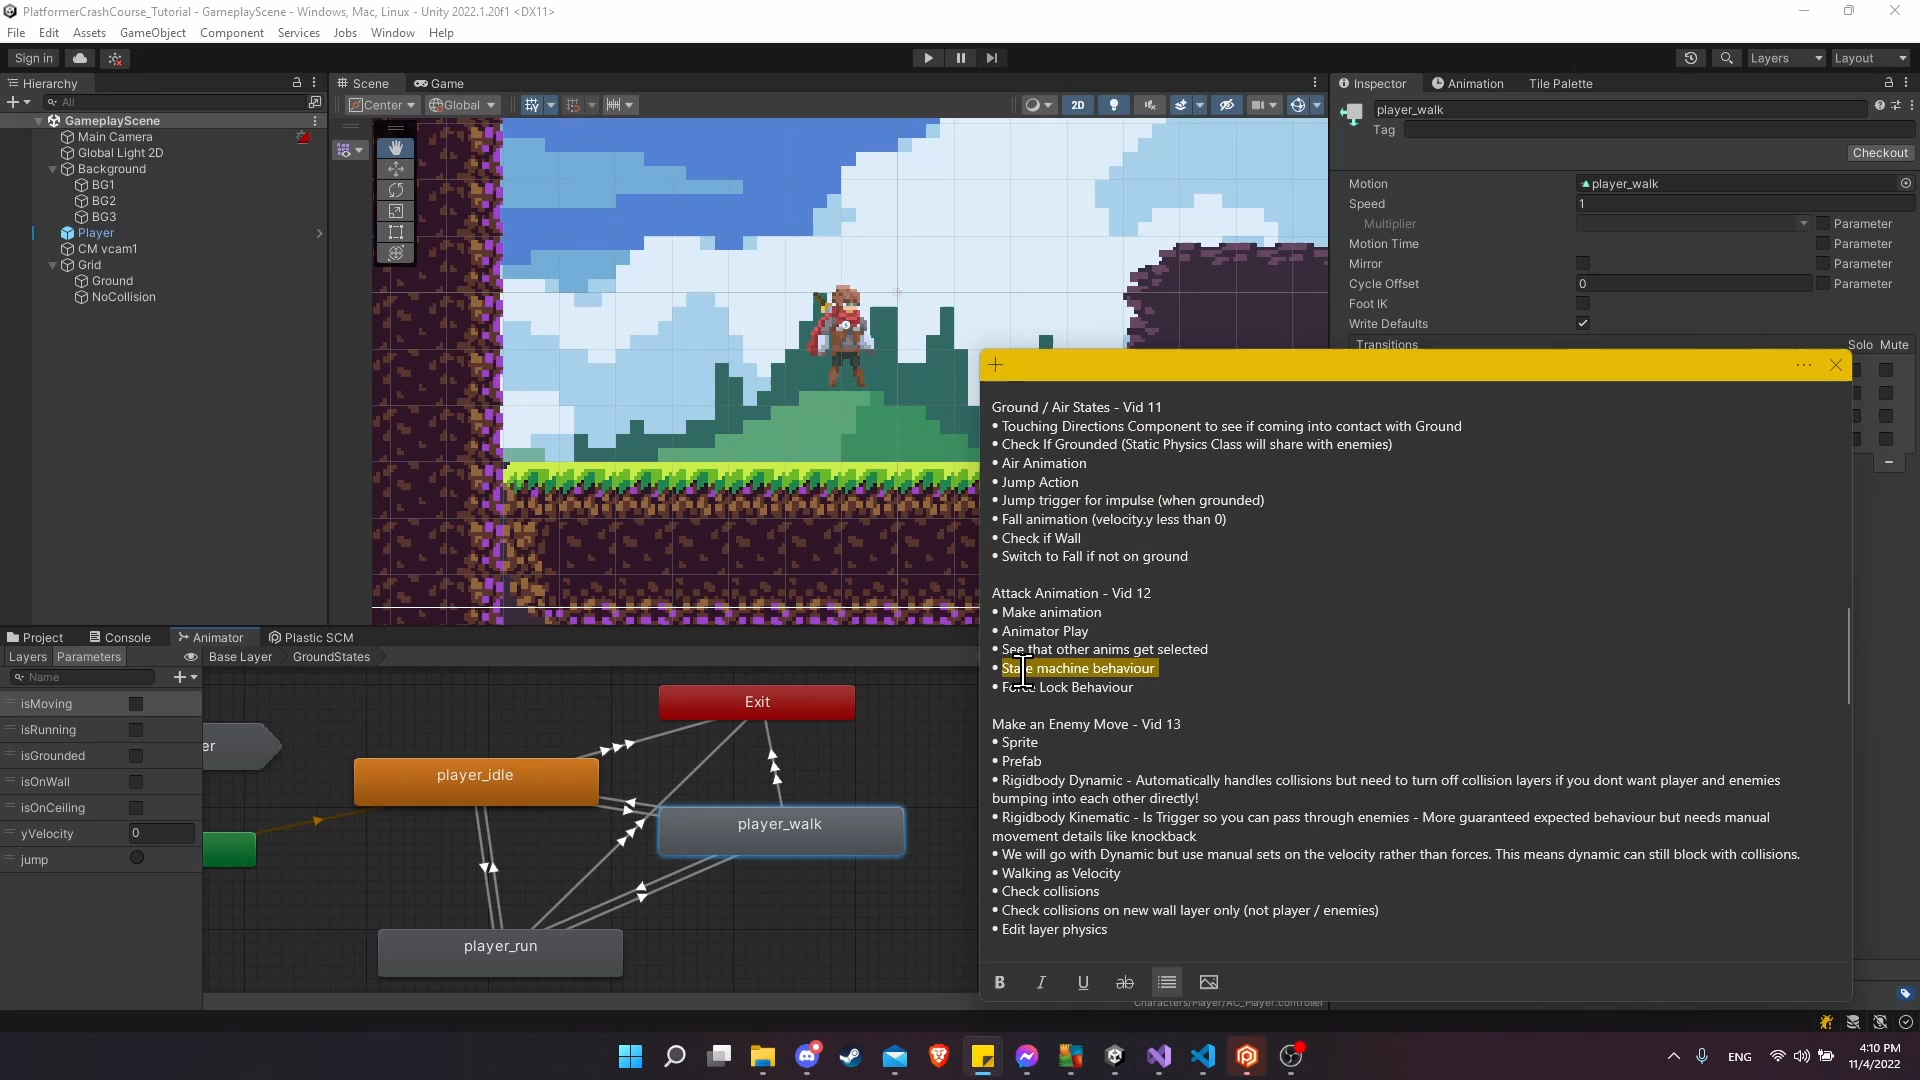 PlatformerCrashCourse_Tutorial - GameplayScene - Windows, Mac, Linux - Unity 2022.1.20f1 <DX11>
File Edit Assets GameObject Component Services Jobs Window Help
Sign in
Layers Layout
Hierarchy
All
GameplayScene
Main Camera
Global Light 2D
Background
BG1
BG2
BG3
Player
CM vcam1
Grid
Ground
NoCollision
Scene Game
Center Global
2D
Inspector Animation Tile Palette
player_walk
Tag
Checkout
Motion player_walk
Speed 1
Multiplier Parameter
Motion Time Parameter
Mirror Parameter
Cycle Offset 0 Parameter
Foot IK
Write Defaults
Transitions Solo Mute
Ground / Air States - Vid 11
• Touching Directions Component to see if coming into contact with Ground
• Check If Grounded (Static Physics Class will share with enemies)
• Air Animation
• Jump Action
• Jump trigger for impulse (when grounded)
• Fall animation (velocity.y less than 0)
• Check if Wall
• Switch to Fall if not on ground
Attack Animation - Vid 12
• Make animation
• Animator Play
• See that other anims get selected
• State machine behaviour
• Force Lock Behaviour
Make an Enemy Move - Vid 13
• Sprite
• Prefab
• Rigidbody Dynamic - Automatically handles collisions but need to turn off collision layers if you dont want player and enemies
bumping into each other directly!
• Rigidbody Kinematic - Is Trigger so you can pass through enemies - More guaranteed expected behaviour but needs manual
movement details like knockback
• We will go with Dynamic but use manual sets on the velocity rather than forces. This means dynamic can still block with collisions.
• Walking as Velocity
• Check collisions
• Check collisions on new wall layer only (not player / enemies)
• Edit layer physics
B I U ab
Characters/Player/AC_Player.controller
Project Console Animator Plastic SCM
Layers Parameters Base Layer GroundStates
Name
isMoving
isRunning
isGrounded
isOnWall
isOnCeiling
yVelocity 0
jump
er
Exit
player_idle
player_walk
player_run
ENG
4:10 PM
11/4/2022